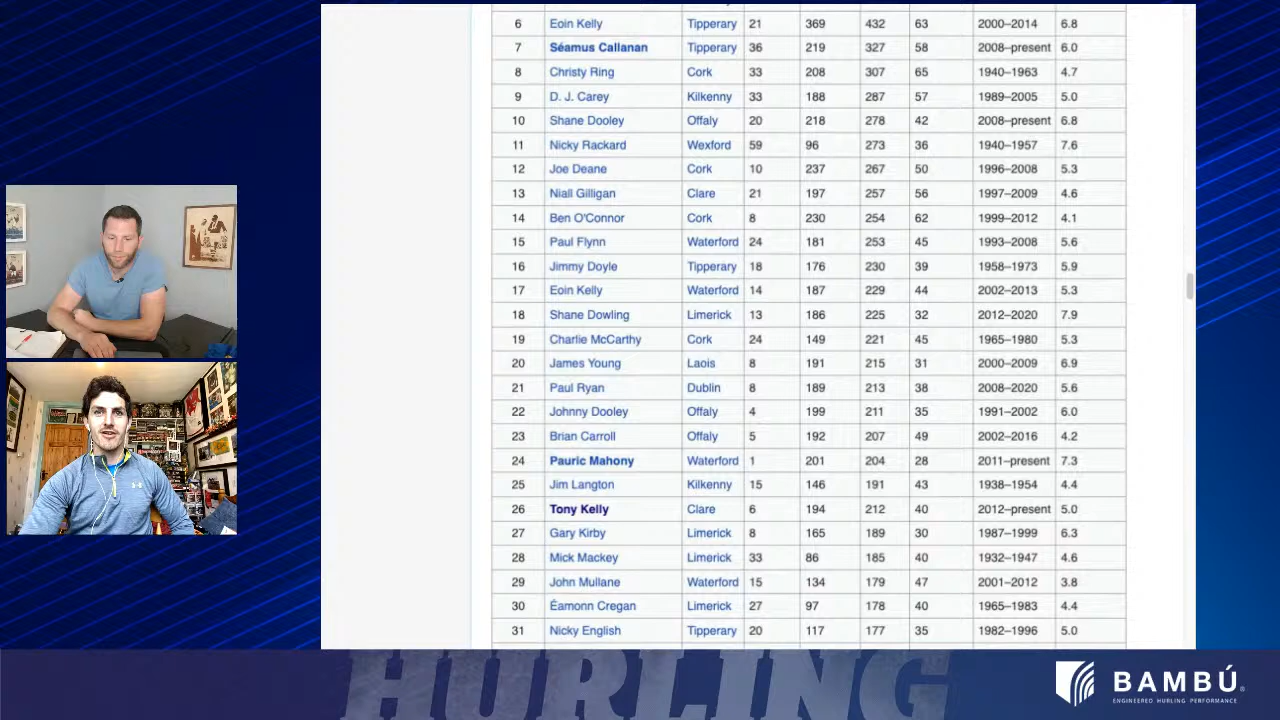 6 Eoin Kelly Tipperary 21 369 432 63 2000–2014 6.8
7 Séamus Callanan Tipperary 36 219 327 58 2008–present 6.0
8 Christy Ring Cork 33 208 307 65 1940–1963 4.7
9 D. J. Carey Kilkenny 33 188 287 57 1989–2005 5.0
10 Shane Dooley Offaly 20 218 278 42 2008–present 6.8
11 Nicky Rackard Wexford 59 96 273 36 1940–1957 7.6
12 Joe Deane Cork 10 237 267 50 1996–2008 5.3
13 Niall Gilligan Clare 21 197 257 56 1997–2009 4.6
14 Ben O'Connor Cork 8 230 254 62 1999–2012 4.1
15 Paul Flynn Waterford 24 181 253 45 1993–2008 5.6
16 Jimmy Doyle Tipperary 18 176 230 39 1958–1973 5.9
17 Eoin Kelly Waterford 14 187 229 44 2002–2013 5.3
18 Shane Dowling Limerick 13 186 225 32 2012–2020 7.9
19 Charlie McCarthy Cork 24 149 221 45 1965–1980 5.3
20 James Young Laois 8 191 215 31 2000–2009 6.9
21 Paul Ryan Dublin 8 189 213 38 2008–2020 5.6
22 Johnny Dooley Offaly 4 199 211 35 1991–2002 6.0
23 Brian Carroll Offaly 5 192 207 49 2002–2016 4.2
24 Pauric Mahony Waterford 1 201 204 28 2011–present 7.3
25 Jim Langton Kilkenny 15 146 191 43 1938–1954 4.4
26 Tony Kelly Clare 6 194 212 40 2012–present 5.0
27 Gary Kirby Limerick 8 165 189 30 1987–1999 6.3
28 Mick Mackey Limerick 33 86 185 40 1932–1947 4.6
29 John Mullane Waterford 15 134 179 47 2001–2012 3.8
30 Éamonn Cregan Limerick 27 97 178 40 1965–1983 4.4
31 Nicky English Tipperary 20 117 177 35 1982–1996 5.0
HURLING
BAMBÚ
ENGINEERED HURLING PERFORMANCE